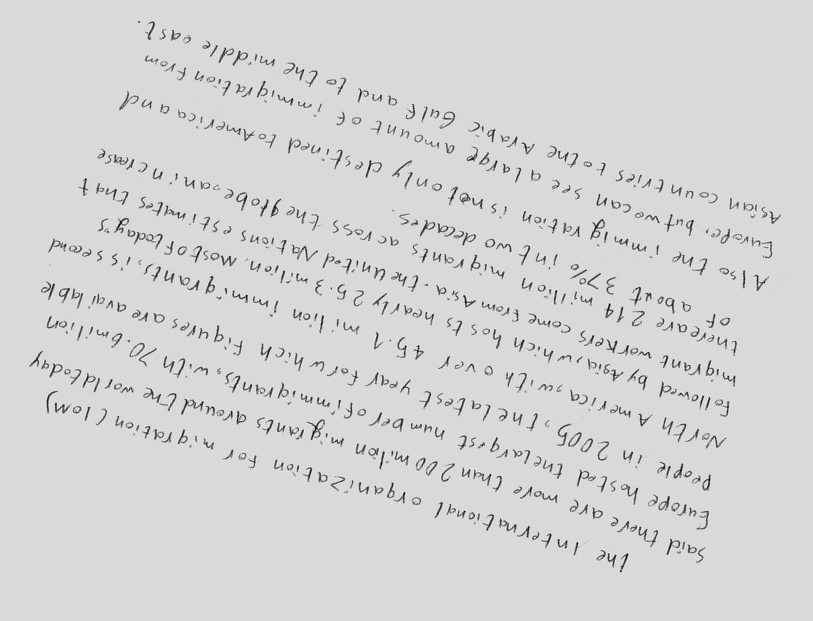 the International organization for migration (IOM)
said there are more than 200 milion migrants around the world today
Europe hosted the largest number of immigrants, with 70.6 milion
people in 2005, the latest year for which figures are available
North America, with over 45.1 milion immigrants, is second
followed by Asia, which hosts nearly 25.3 milion. Most of today's
migrant workers come from Asia. the United Nations estimates that
there are 214 milion migrants across the globe, an increase
of about 37% in two decades.
Also the immigration is not only destined to America and
Europe, but we can see a large amount of immigration from
Asian countries to the Arabic Gulf and to the middle east.